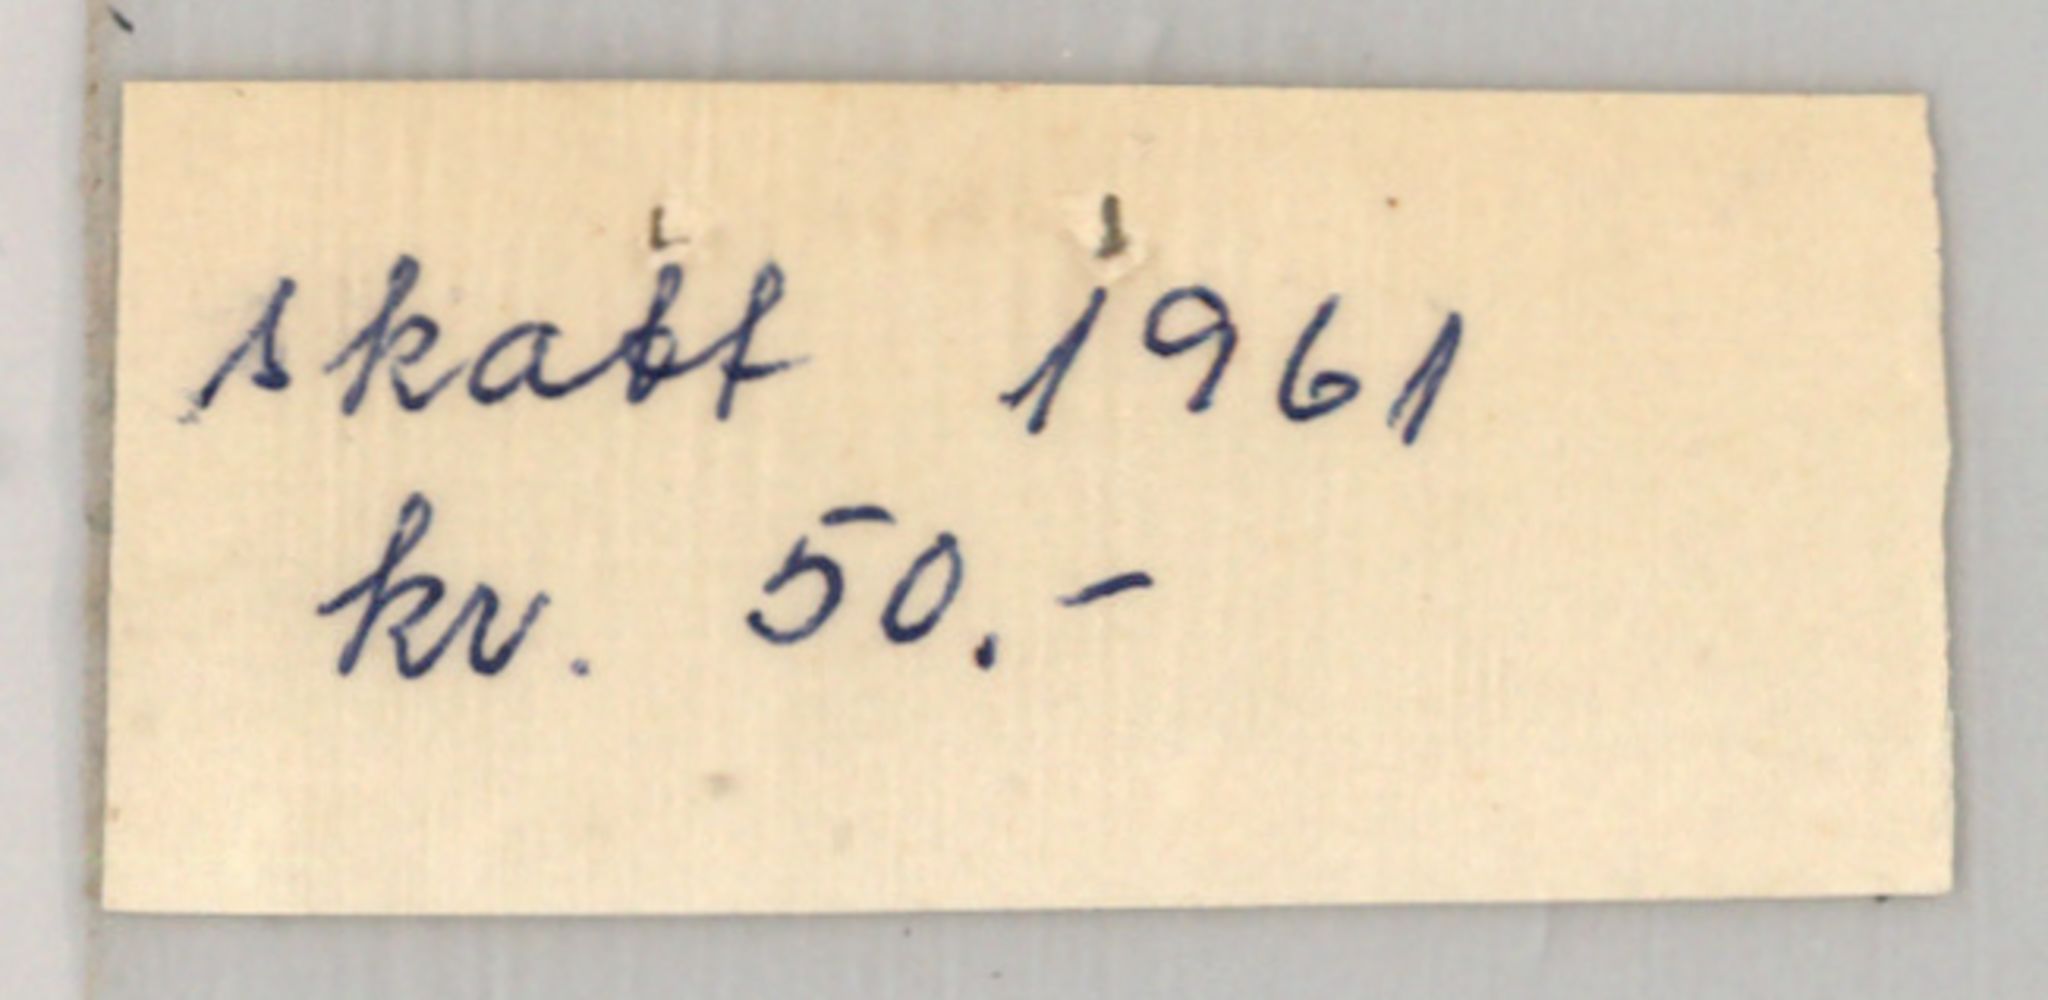 skatt 1961
kr. 50.-